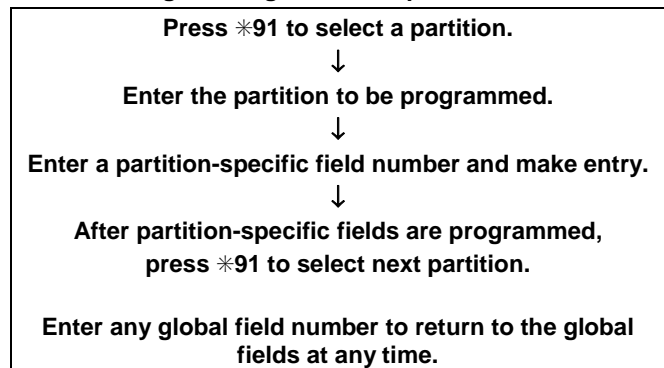 Press ✳91 to select a partition.
↓
Enter the partition to be programmed.
↓
Enter a partition-specific field number and make entry.
↓
After partition-specific fields are programmed,
press ✳91 to select next partition.
Enter any global field number to return to the global
fields at any time.